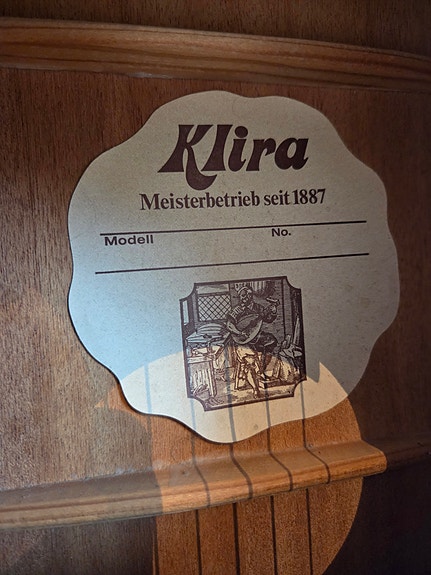 Klira
Meisterbetrieb seit 1887
Modell No.